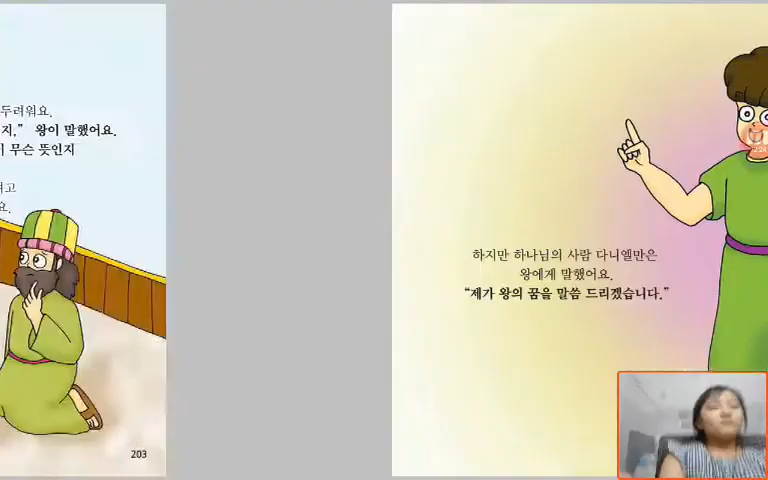 두려워요.
지,” 왕이 말했어요.
무슨 뜻인지
고
요.
203
하지만 하나님의 사람 다니엘만은
왕에게 말했어요.
“제가 왕의 꿈을 말씀 드리겠습니다.”